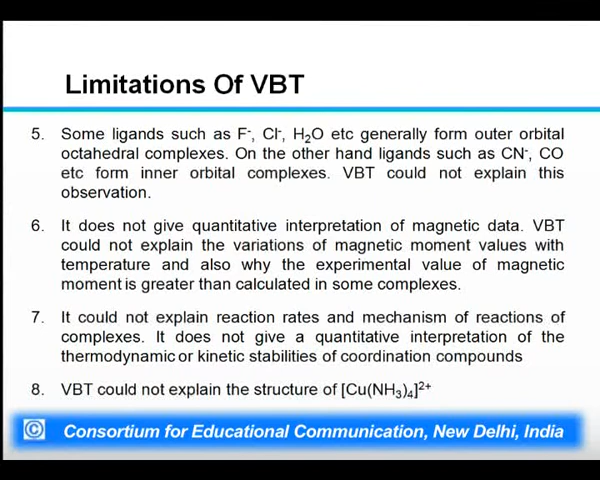 Limitations Of VBT
5. Some ligands such as F⁻, Cl⁻, H₂O etc generally form outer orbital
octahedral complexes. On the other hand ligands such as CN⁻, CO
etc form inner orbital complexes. VBT could not explain this
observation.
6. It does not give quantitative interpretation of magnetic data. VBT
could not explain the variations of magnetic moment values with
temperature and also why the experimental value of magnetic
moment is greater than calculated in some complexes.
7. It could not explain reaction rates and mechanism of reactions of
complexes. It does not give a quantitative interpretation of the
thermodynamic or kinetic stabilities of coordination compounds
8. VBT could not explain the structure of [Cu(NH₃)₄]²⁺
© Consortium for Educational Communication, New Delhi, India